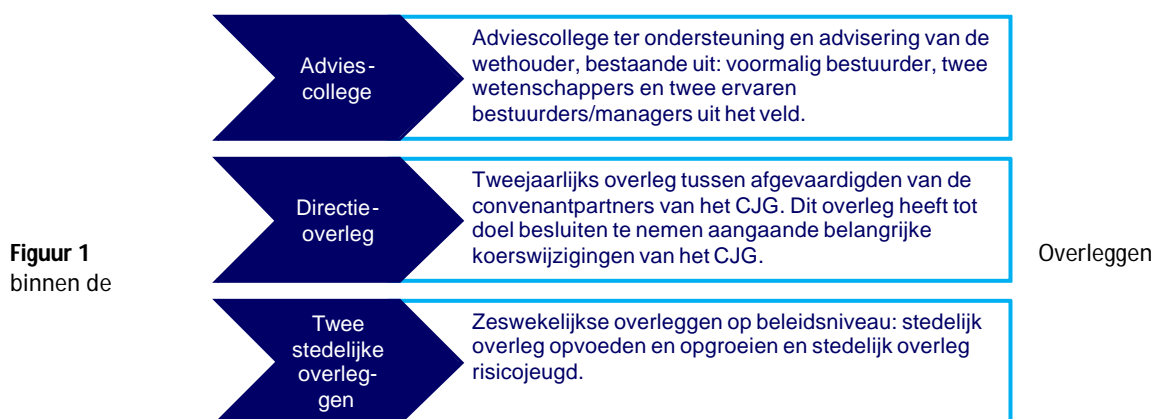 Advies-
college
Adviescollege ter ondersteuning en advisering van de
wethouder, bestaande uit: voormalig bestuurder, twee
wetenschappers en twee ervaren
bestuurders/managers uit het veld.
Directie-
overleg
Tweejaarlijks overleg tussen afgevaardigden van de
convenantpartners van het CJG. Dit overleg heeft tot
doel besluiten te nemen aangaande belangrijke
koerswijzigingen van het CJG.
Figuur 1 Overleggen
binnen de
Twee
stedelijke
overleg-
gen
Zeswekelijkse overleggen op beleidsniveau: stedelijk
overleg opvoeden en opgroeien en stedelijk overleg
risicojeugd.